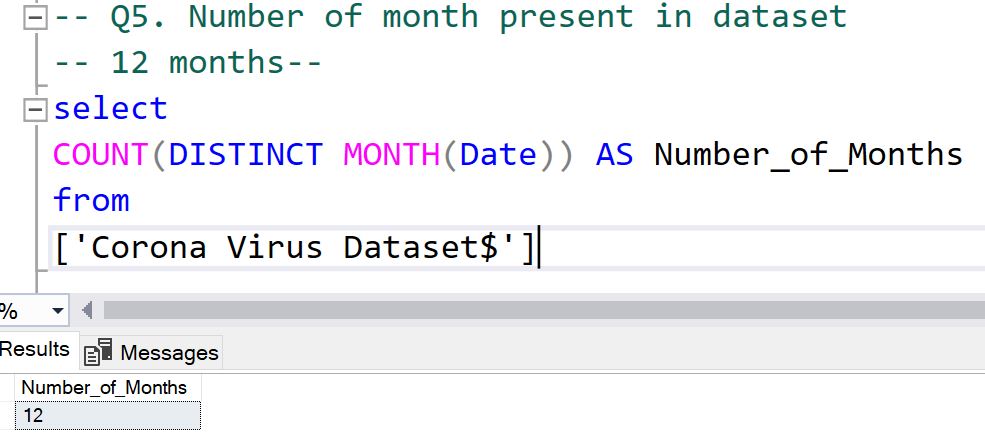 -- Q5. Number of month present in dataset
-- 12 months--
select
COUNT(DISTINCT MONTH(Date)) AS Number_of_Months
from
['Corona Virus Dataset$']
%
Results Messages
Number_of_Months
12